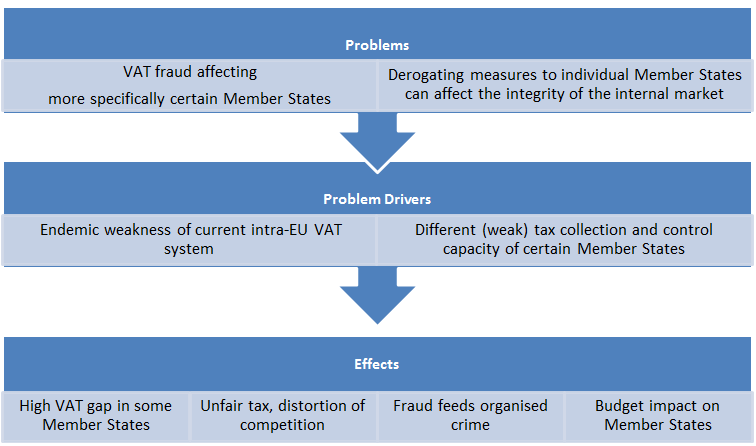 Problems
VAT fraud affecting
more specifically certain Member States
Derogating measures to individual Member States
can affect the integrity of the internal market
Problem Drivers
Endemic weakness of current intra-EU VAT
system
Different (weak) tax collection and control
capacity of certain Member States
Effects
High VAT gap in some
Member States
Unfair tax, distortion of
competition
Fraud feeds organised
crime
Budget impact on
Member States